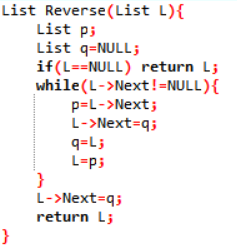 List Reverse(List L){
    List p;
    List q=NULL;
    if(L==NULL) return L;
    while(L->Next!=NULL){
        p=L->Next;
        L->Next=q;
        q=L;
        L=p;
    }
    L->Next=q;
    return L;
}